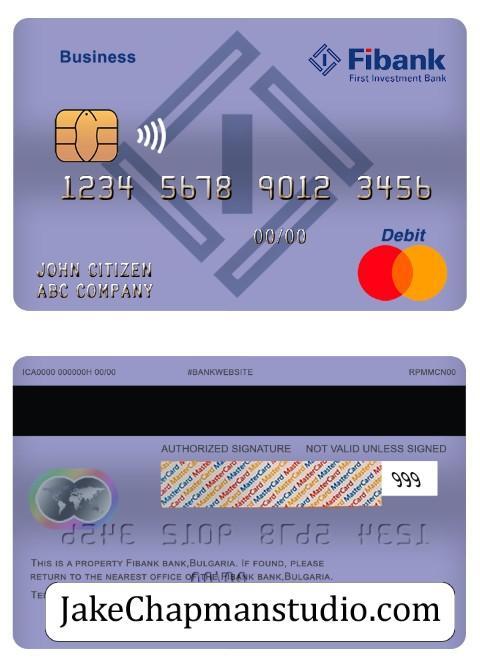 Business
Fibank
First Investment Bank
1234 5678 9012 3456
00/00
Debit
JOHN CITIZEN
ABC COMPANY
ICA0000 000000H 00/00
#BANKWEBSITE
RPMMCN00
AUTHORIZED SIGNATURE NOT VALID UNLESS SIGNED
MasterCard MasterCard MasterCard
999
THIS IS A PROPERTY FIBANK BANK,BULGARIA. IF FOUND, PLEASE
RETURN TO THE NEAREST OFFICE OF THE FIBANK BANK,BULGARIA.
JakeChapmanstudio.com